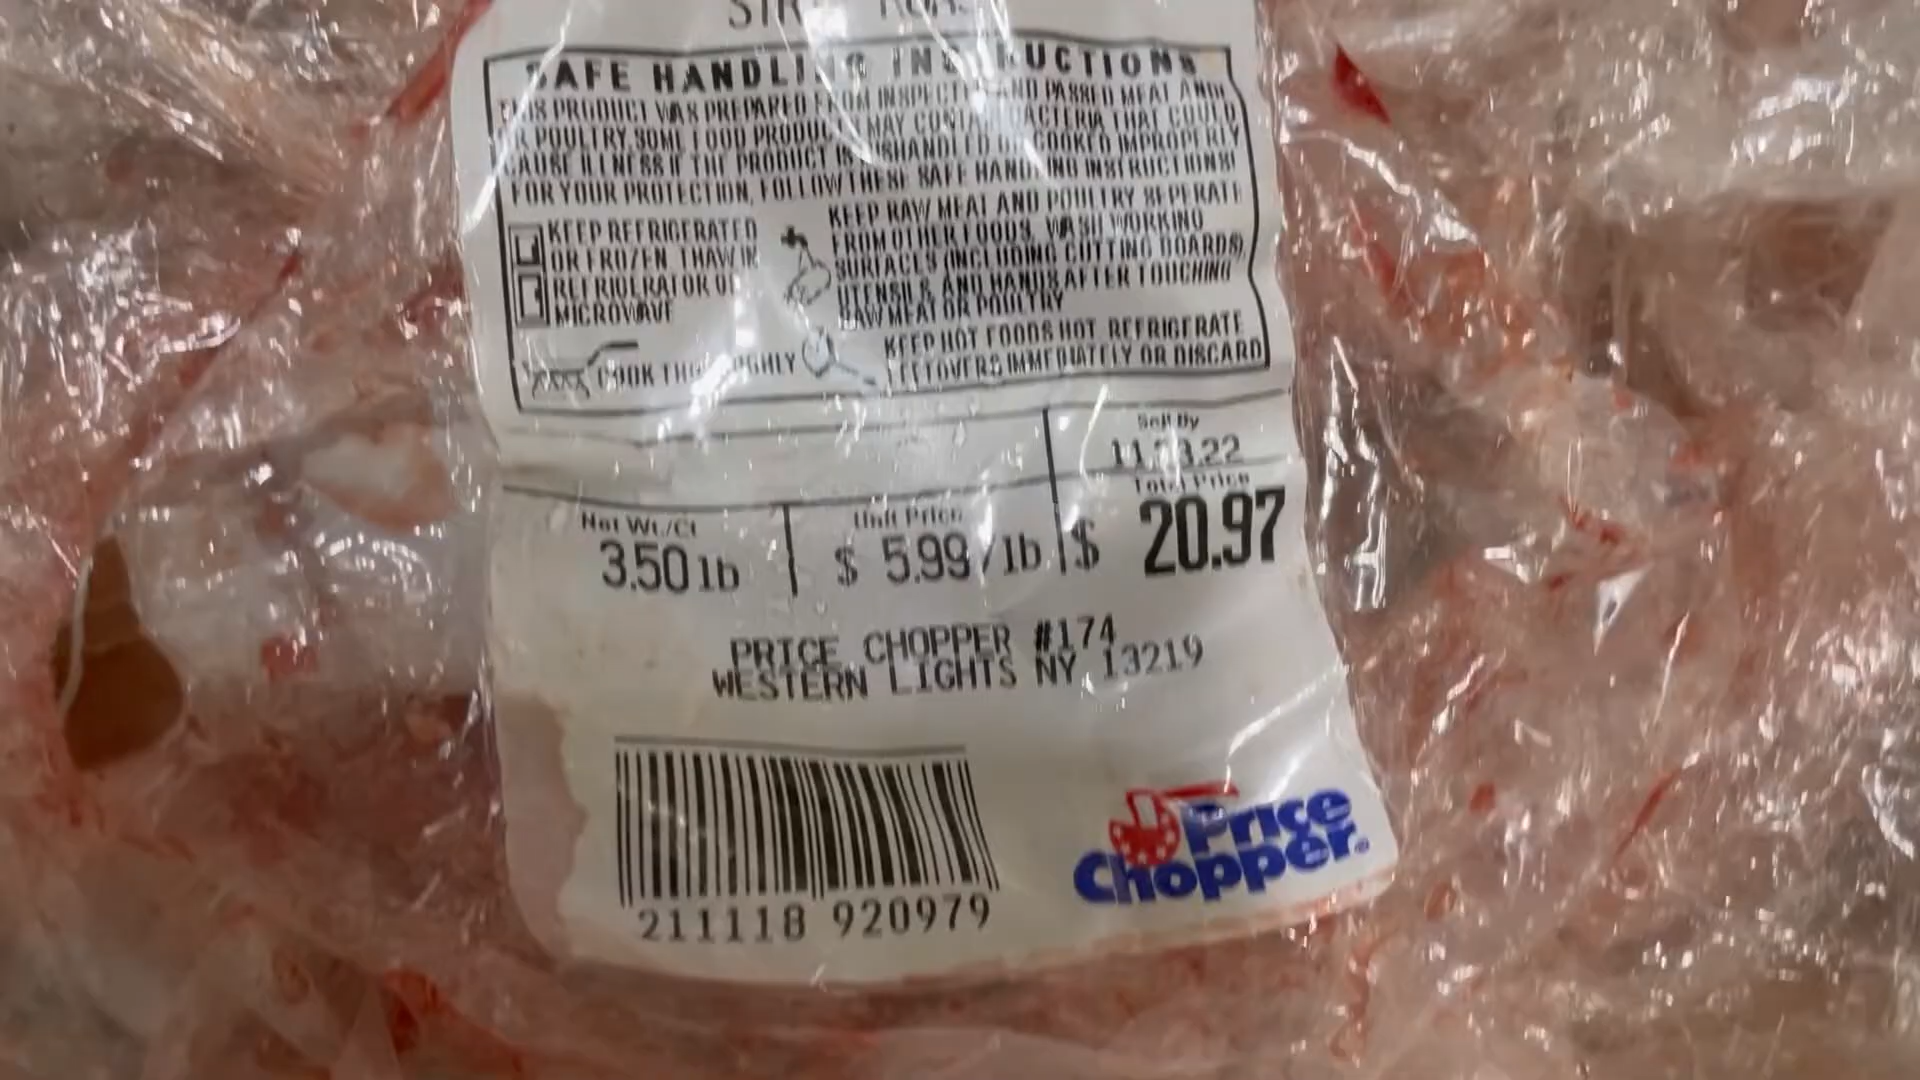 SAFE HANDLING INSTRUCTIONS
THIS PRODUCT WAS PREPARED FROM INSPECTED AND PASSED MEAT AND/
OR POULTRY SOME FOOD PRODUCTS MAY CONTAIN BACTERIA THAT COULD
CAUSE ILLNESS IF THE PRODUCT IS MISHANDLED OR COOKED IMPROPERLY
FOR YOUR PROTECTION, FOLLOW THESE SAFE HANDLING INSTRUCTIONS
KEEP REFRIGERATED
OR FROZEN THAW IN
REFRIGERATOR OR
MICROWAVE
KEEP RAW MEAT AND POULTRY SEPERATE
FROM OTHER FOODS. WASH WORKING
SURFACES (INCLUDING CUTTING BOARDS)
UTENSILS AND HANDS AFTER TOUCHING
RAW MEAT OR POULTRY
COOK THOROUGHLY
KEEP HOT FOODS HOT REFRIGERATE
LEFTOVERS IMMEDIATELY OR DISCARD
Sell By
Total Price
Net Wt./Ct
Unit Price
3.50 lb
$ 5.99/lb
$ 20.97
PRICE CHOPPER #174
WESTERN LIGHTS NY 13219
211118 920979
Price
Chopper.